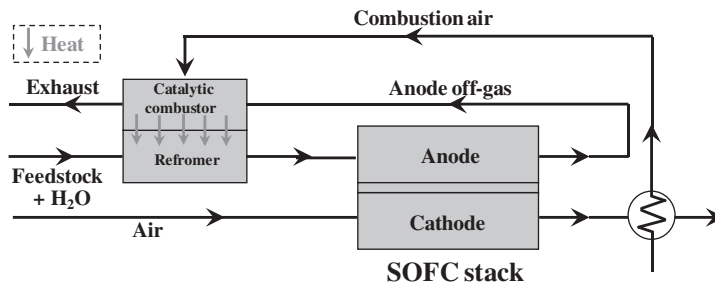 Combustion air
Heat
Exhaust
Catalytic
combustor
Anode off-gas
Refromer
Anode
Feedstock
+ H₂O
Cathode
Air
SOFC stack